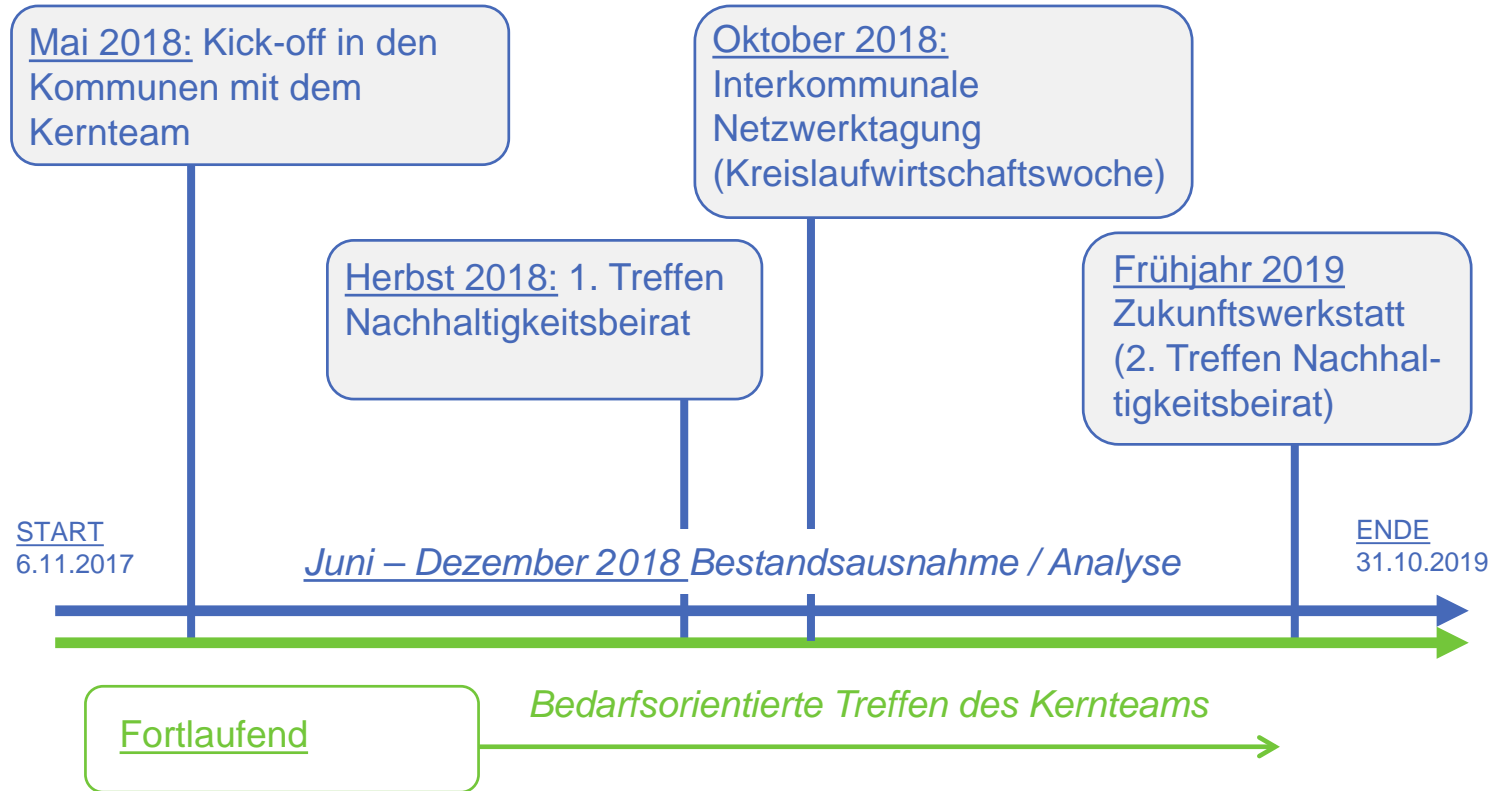 Mai 2018: Kick-off in den
Kommunen mit dem
Kernteam
Oktober 2018:
Interkommunale
Netzwerktagung
(Kreislaufwirtschaftswoche)
Herbst 2018: 1. Treffen
Nachhaltigkeitsbeirat
Frühjahr 2019
Zukunftswerkstatt
(2. Treffen Nachhal-
tigkeitsbeirat)
START
6.11.2017
Juni – Dezember 2018 Bestandsausnahme / Analyse
ENDE
31.10.2019
Fortlaufend
Bedarfsorientierte Treffen des Kernteams